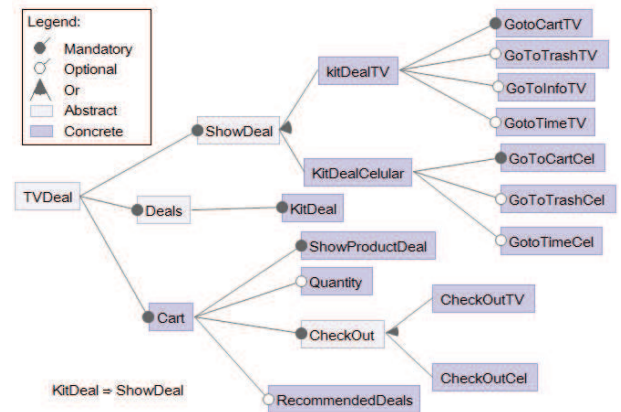 Legend:
Mandatory
Optional
Or
Abstract
Concrete
TVDeal
ShowDeal
Deals
Cart
kitDealTV
KitDealCelular
KitDeal
ShowProductDeal
Quantity
CheckOut
RecommendedDeals
GotoCartTV
GoToTrashTV
GoToInfoTV
GotoTimeTV
GoToCartCel
GoToTrashCel
GotoTimeCel
CheckOutTV
CheckOutCel
KitDeal ⇒ ShowDeal